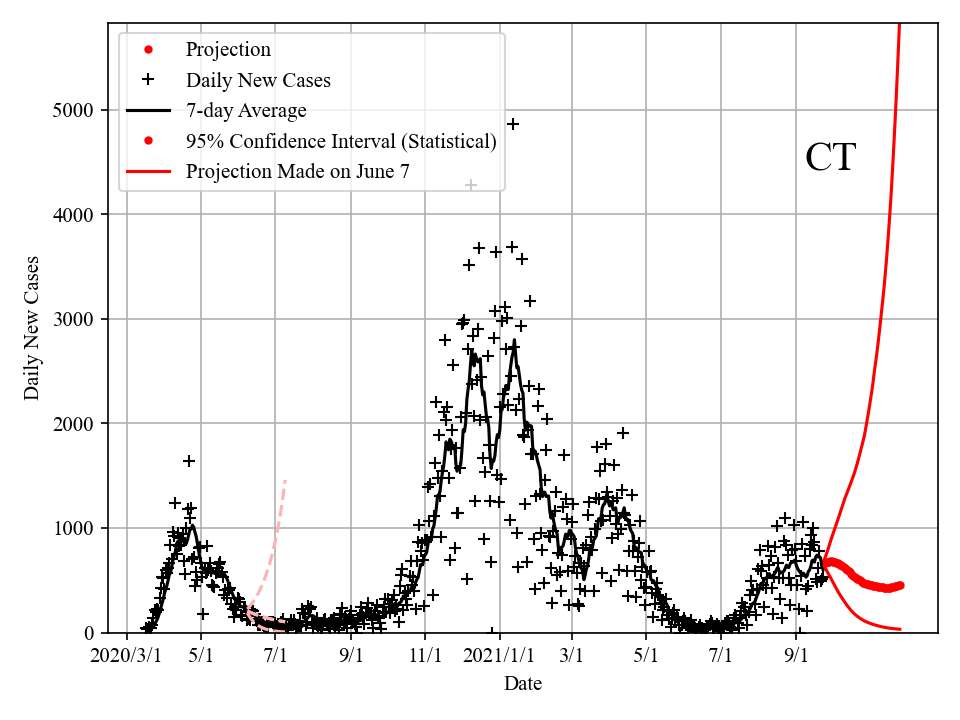 Projection
Daily New Cases
7-day Average
95% Confidence Interval (Statistical)
Projection Made on June 7
CT
5000
4000
3000
2000
1000
0
Daily New Cases
2020/3/1 5/1 7/1 9/1 11/1 2021/1/1 3/1 5/1 7/1 9/1
Date